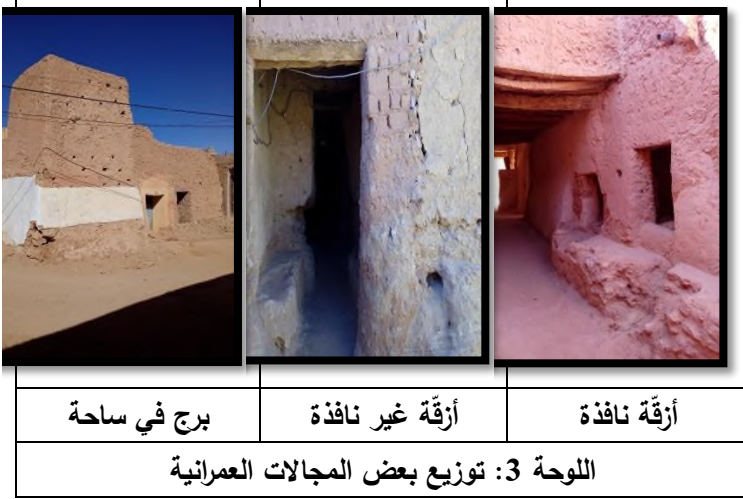 أزقّة نافذة
أزقّة غير نافذة
برج في ساحة
اللوحة 3: توزيع بعض المجالات العمرانية